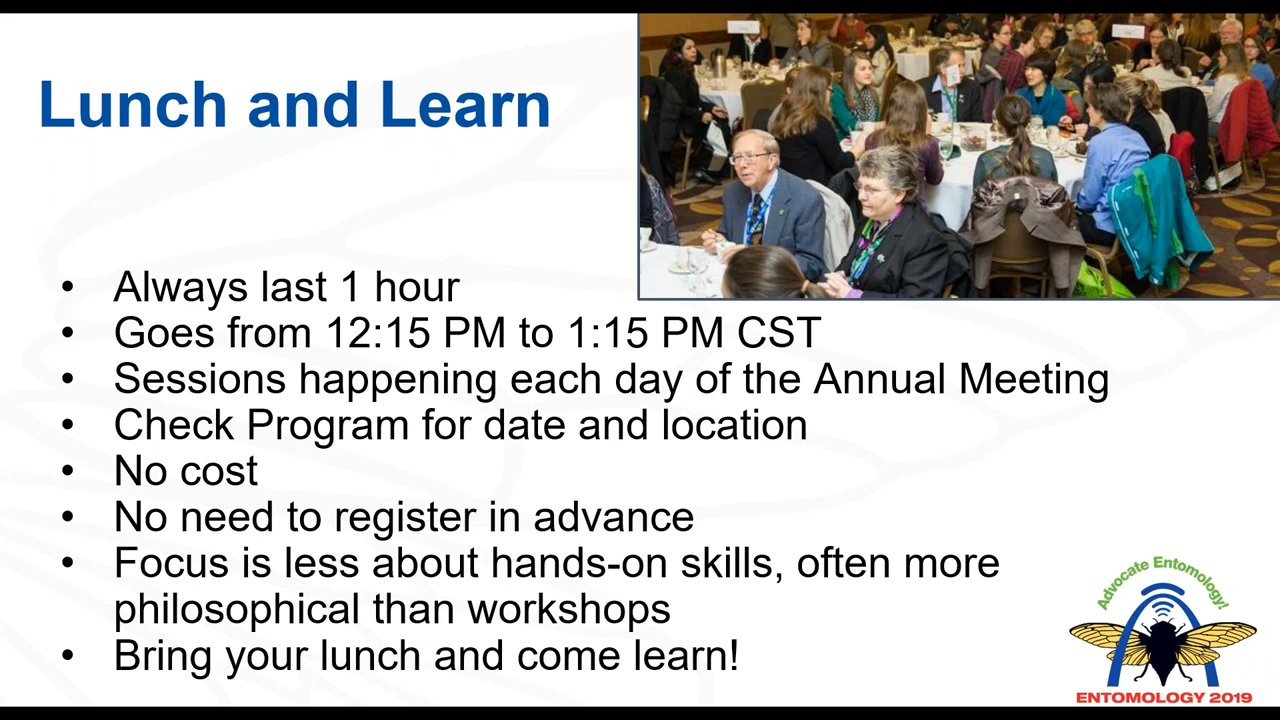 Lunch and Learn
• Always last 1 hour
• Goes from 12:15 PM to 1:15 PM CST
• Sessions happening each day of the Annual Meeting
• Check Program for date and location
• No cost
• No need to register in advance
• Focus is less about hands-on skills, often more
philosophical than workshops
• Bring your lunch and come learn!
Advocate Entomology!
ENTOMOLOGY 2019